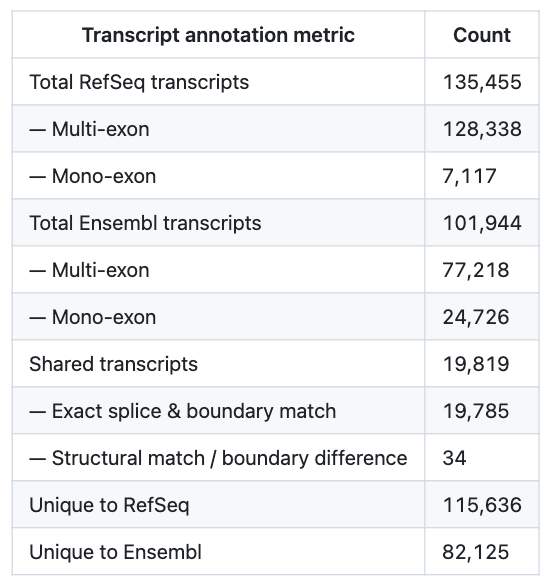 Transcript annotation metric Count
Total RefSeq transcripts 135,455
— Multi-exon 128,338
— Mono-exon 7,117
Total Ensembl transcripts 101,944
— Multi-exon 77,218
— Mono-exon 24,726
Shared transcripts 19,819
— Exact splice & boundary match 19,785
— Structural match / boundary difference 34
Unique to RefSeq 115,636
Unique to Ensembl 82,125